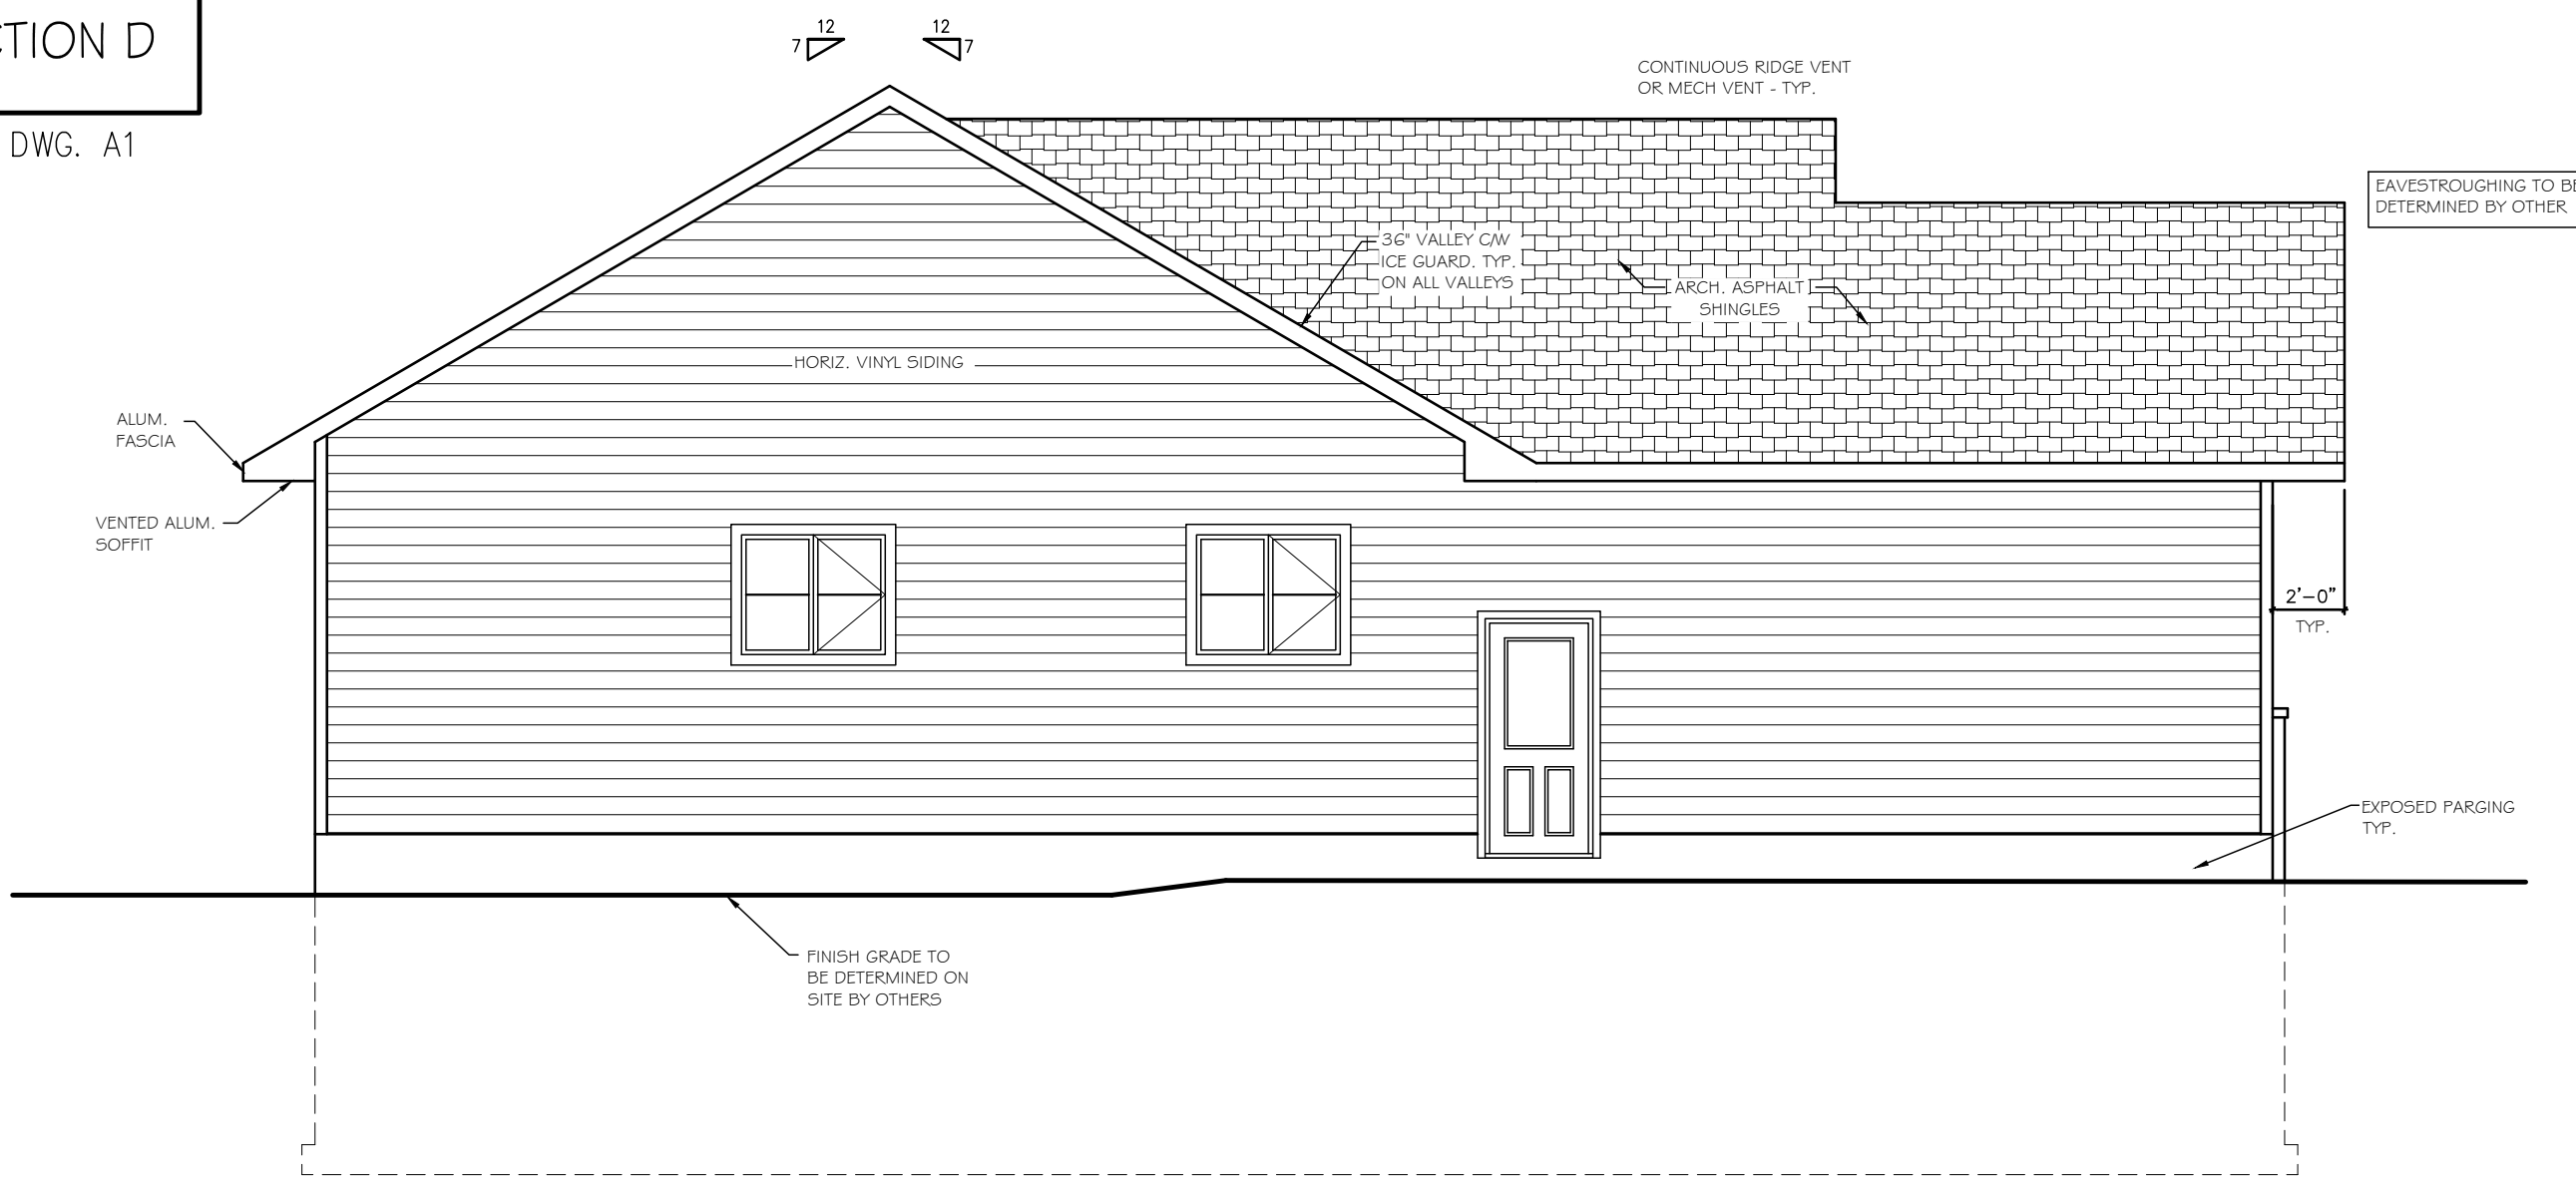 TION D
DWG. A1
12
7
12
7
CONTINUOUS RIDGE VENT
OR MECH VENT - TYP.
EAVESTROUGHING TO BE
DETERMINED BY OTHER
36" VALLEY C/W
ICE GUARD. TYP.
ON ALL VALLEYS
ARCH. ASPHALT
SHINGLES
HORIZ. VINYL SIDING
ALUM.
FASCIA
VENTED ALUM.
SOFFIT
2'-0"
TYP.
EXPOSED PARGING
TYP.
FINISH GRADE TO
BE DETERMINED ON
SITE BY OTHERS